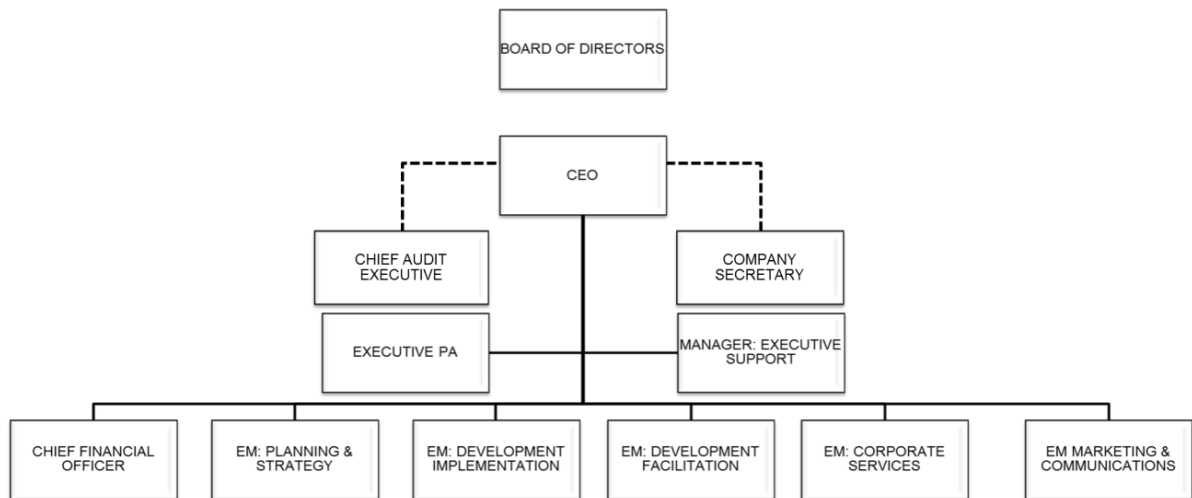 BOARD OF DIRECTORS
CEO
CHIEF AUDIT
EXECUTIVE
COMPANY
SECRETARY
EXECUTIVE PA
MANAGER: EXECUTIVE
SUPPORT
CHIEF FINANCIAL
OFFICER
EM: PLANNING &
STRATEGY
EM: DEVELOPMENT
IMPLEMENTATION
EM: DEVELOPMENT
FACILITATION
EM: CORPORATE
SERVICES
EM MARKETING &
COMMUNICATIONS